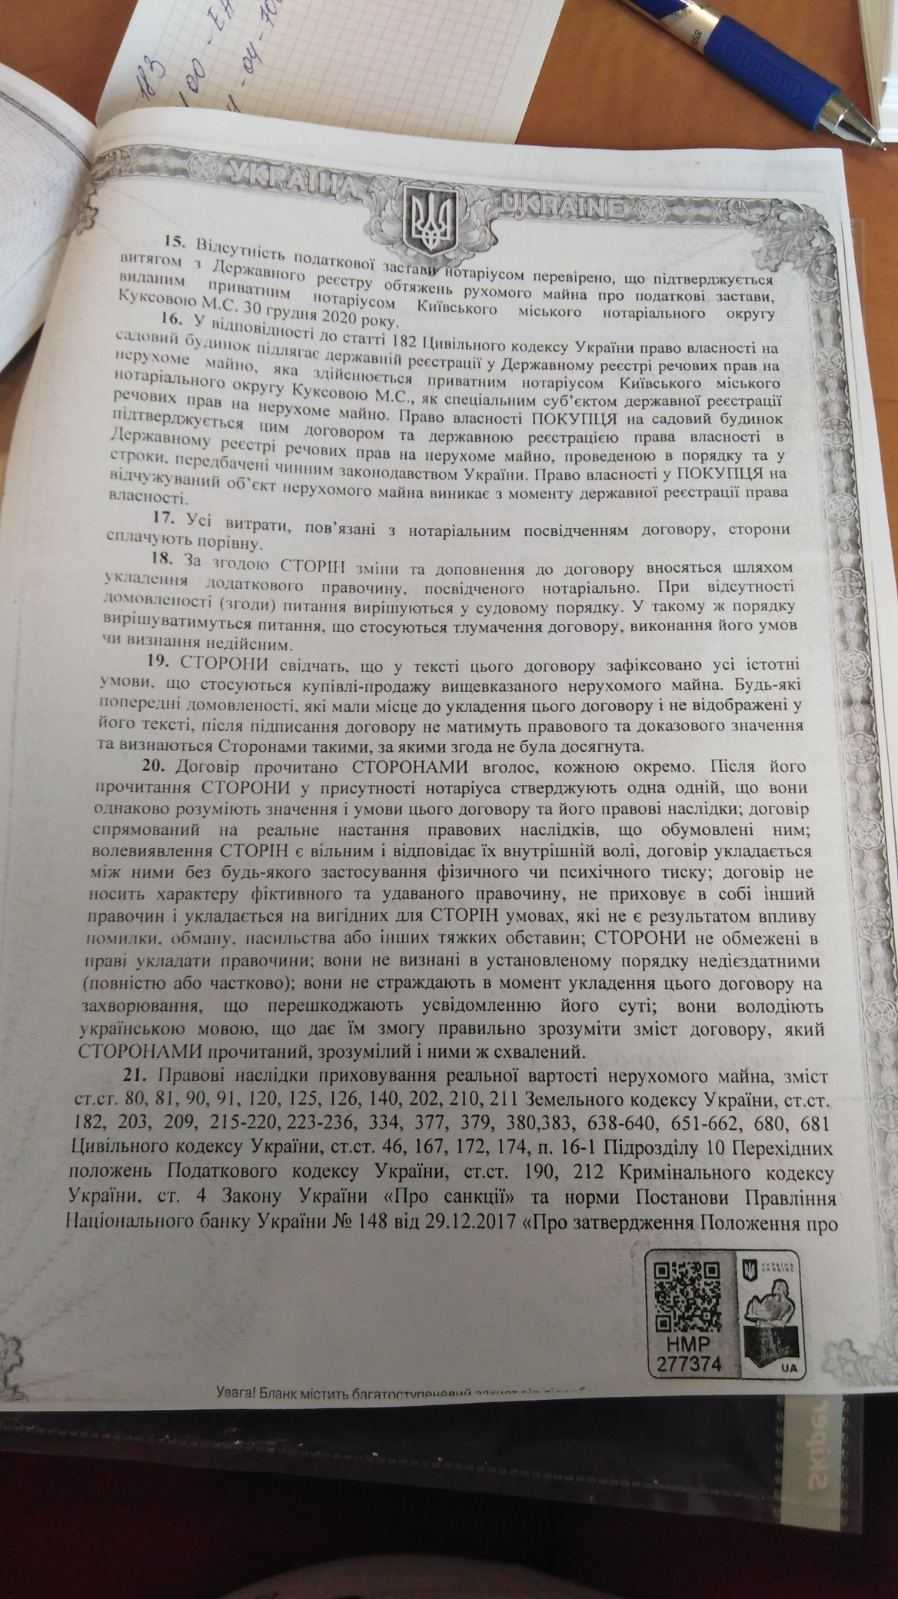 183
УКРАЇНА UKRAINE
15. Відсутність податкової застави нотаріусом перевірено, що підтверджується
витягом з Державного реєстру обтяжень рухомого майна про податкові застави,
виданим приватним нотаріусом Київського міського нотаріального округу
Куксовою М.С. 30 грудня 2020 року.
16. У відповідності до статті 182 Цивільного кодексу України право власності на
садовий будинок підлягає державній реєстрації у Державному реєстрі речових прав на
нерухоме майно, яка здійснюється приватним нотаріусом Київського міського
нотаріального округу Куксовою М.С., як спеціальним суб’єктом державної реєстрації
речових прав на нерухоме майно. Право власності ПОКУПЦЯ на садовий будинок
підтверджується цим договором та державною реєстрацією права власності в
Державному реєстрі речових прав на нерухоме майно, проведеною в порядку та у
строки, передбачені чинним законодавством України. Право власності у ПОКУПЦЯ на
відчужуваний об’єкт нерухомого майна виникає з моменту державної реєстрації права
власності.
17. Усі витрати, пов’язані з нотаріальним посвідченням договору, сторони
сплачують порівну.
18. За згодою СТОРІН зміни та доповнення до договору вносяться шляхом
укладення додаткового правочину, посвідченого нотаріально. При відсутності
домовленості (згоди) питання вирішуються у судовому порядку. У такому ж порядку
вирішуватимуться питання, що стосуються тлумачення договору, виконання його умов
чи визнання недійсним.
19. СТОРОНИ свідчать, що у тексті цього договору зафіксовано усі істотні
умови, що стосуються купівлі-продажу вищевказаного нерухомого майна. Будь-які
попередні домовленості, які мали місце до укладення цього договору і не відображені у
його тексті, після підписання договору не матимуть правового та доказового значення
та визнаються Сторонами такими, за якими згода не була досягнута.
20. Договір прочитано СТОРОНАМИ вголос, кожною окремо. Після його
прочитання СТОРОНИ у присутності нотаріуса стверджують одна одній, що вони
однаково розуміють значення і умови цього договору та його правові наслідки; договір
спрямований на реальне настання правових наслідків, що обумовлені ним;
волевиявлення СТОРІН є вільним і відповідає їх внутрішній волі, договір укладається
між ними без будь-якого застосування фізичного чи психічного тиску; договір не
носить характеру фіктивного та удаваного правочину, не приховує в собі інший
правочин і укладається на вигідних для СТОРІН умовах, які не є результатом впливу
помилки, обману, насильства або інших тяжких обставин; СТОРОНИ не обмежені в
праві укладати правочини; вони не визнані в установленому порядку недієздатними
(повністю або частково); вони не страждають в момент укладення цього договору на
захворювання, що перешкоджають усвідомленню його суті; вони володіють
українською мовою, що дає їм змогу правильно зрозуміти зміст договору, який
СТОРОНАМИ прочитаний, зрозумілий і ними ж схвалений.
21. Правові наслідки приховування реальної вартості нерухомого майна, зміст
ст.ст. 80, 81, 90, 91, 120, 125, 126, 140, 202, 210, 211 Земельного кодексу України, ст.ст.
182, 203, 209, 215-220, 223-236, 334, 377, 379, 380,383, 638-640, 651-662, 680, 681
Цивільного кодексу України, ст.ст. 46, 167, 172, 174, п. 16-1 Підрозділу 10 Перехідних
положень Податкового кодексу України, ст.ст. 190, 212 Кримінального кодексу
України, ст. 4 Закону України «Про санкції» та норми Постанови Правління
Національного банку України № 148 від 29.12.2017 «Про затвердження Положення про
УКРАЇНА
UKRAINE
НМР
277374
UA
Увага! Бланк містить багатоступеневий захист від